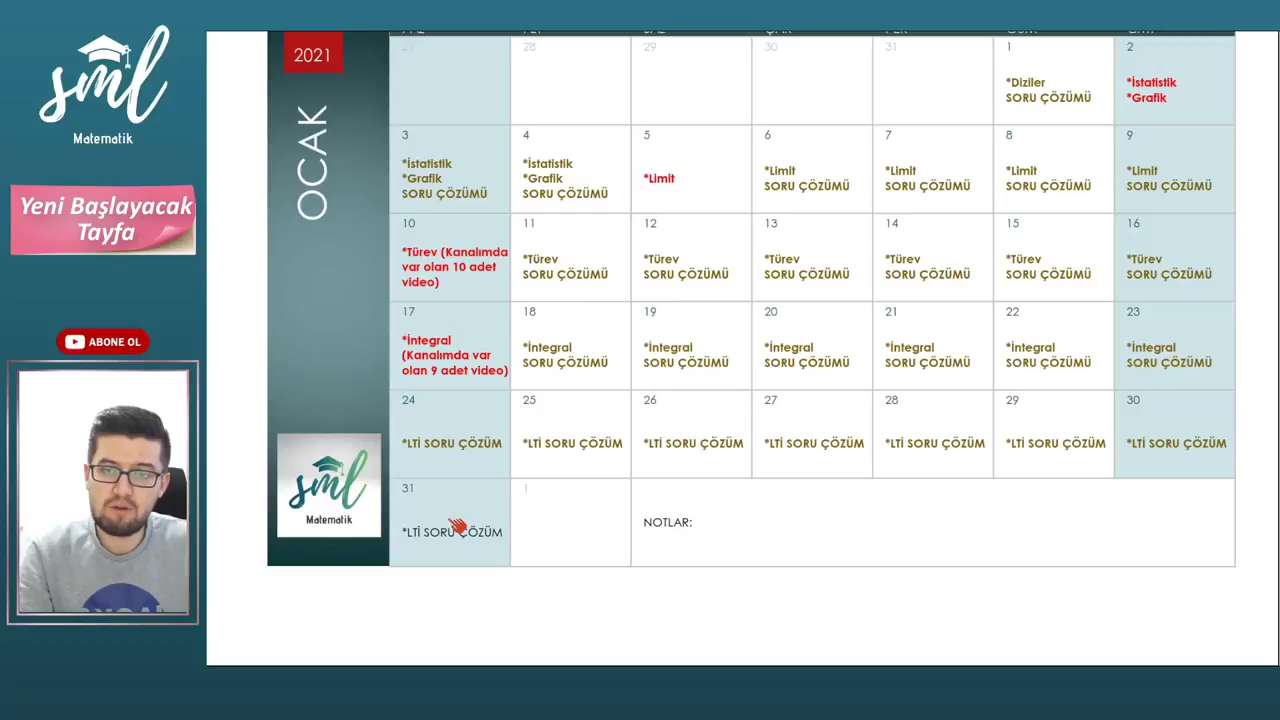 sml
Matematik
Yeni Başlayacak
Tayfa
ABONE OL
2021
OCAK
27
28
29
30
31
1
*Diziler
SORU ÇÖZÜMÜ
2
*İstatistik
*Grafik
3
*İstatistik
*Grafik
SORU ÇÖZÜMÜ
4
*İstatistik
*Grafik
SORU ÇÖZÜMÜ
5
*Limit
6
*Limit
SORU ÇÖZÜMÜ
7
*Limit
SORU ÇÖZÜMÜ
8
*Limit
SORU ÇÖZÜMÜ
9
*Limit
SORU ÇÖZÜMÜ
10
*Türev (Kanalımda
var olan 10 adet
video)
11
*Türev
SORU ÇÖZÜMÜ
12
*Türev
SORU ÇÖZÜMÜ
13
*Türev
SORU ÇÖZÜMÜ
14
*Türev
SORU ÇÖZÜMÜ
15
*Türev
SORU ÇÖZÜMÜ
16
*Türev
SORU ÇÖZÜMÜ
17
*İntegral
(Kanalımda var
olan 9 adet video)
18
*İntegral
SORU ÇÖZÜMÜ
19
*İntegral
SORU ÇÖZÜMÜ
20
*İntegral
SORU ÇÖZÜMÜ
21
*İntegral
SORU ÇÖZÜMÜ
22
*İntegral
SORU ÇÖZÜMÜ
23
*İntegral
SORU ÇÖZÜMÜ
24
*LTİ SORU ÇÖZÜM
25
*LTİ SORU ÇÖZÜM
26
*LTİ SORU ÇÖZÜM
27
*LTİ SORU ÇÖZÜM
28
*LTİ SORU ÇÖZÜM
29
*LTİ SORU ÇÖZÜM
30
*LTİ SORU ÇÖZÜM
31
*LTİ SORU ÇÖZÜM
1
NOTLAR:
sml
Matematik